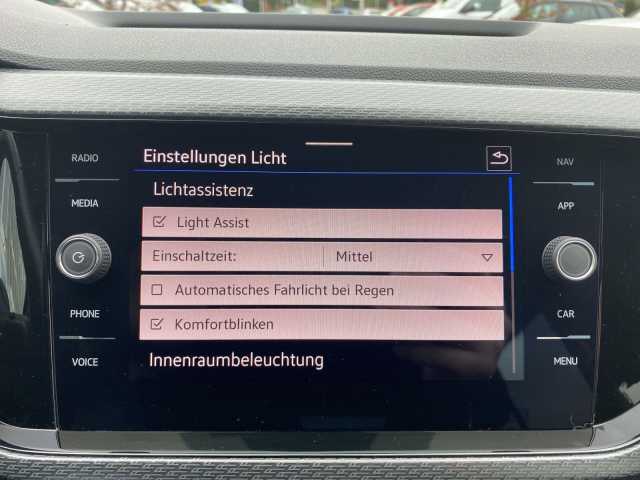 RADIO
MEDIA
PHONE
VOICE
Einstellungen Licht
Lichtassistenz
Light Assist
Einschaltzeit: Mittel
Automatisches Fahrlicht bei Regen
Komfortblinken
Innenraumbeleuchtung
NAV
APP
CAR
MENU